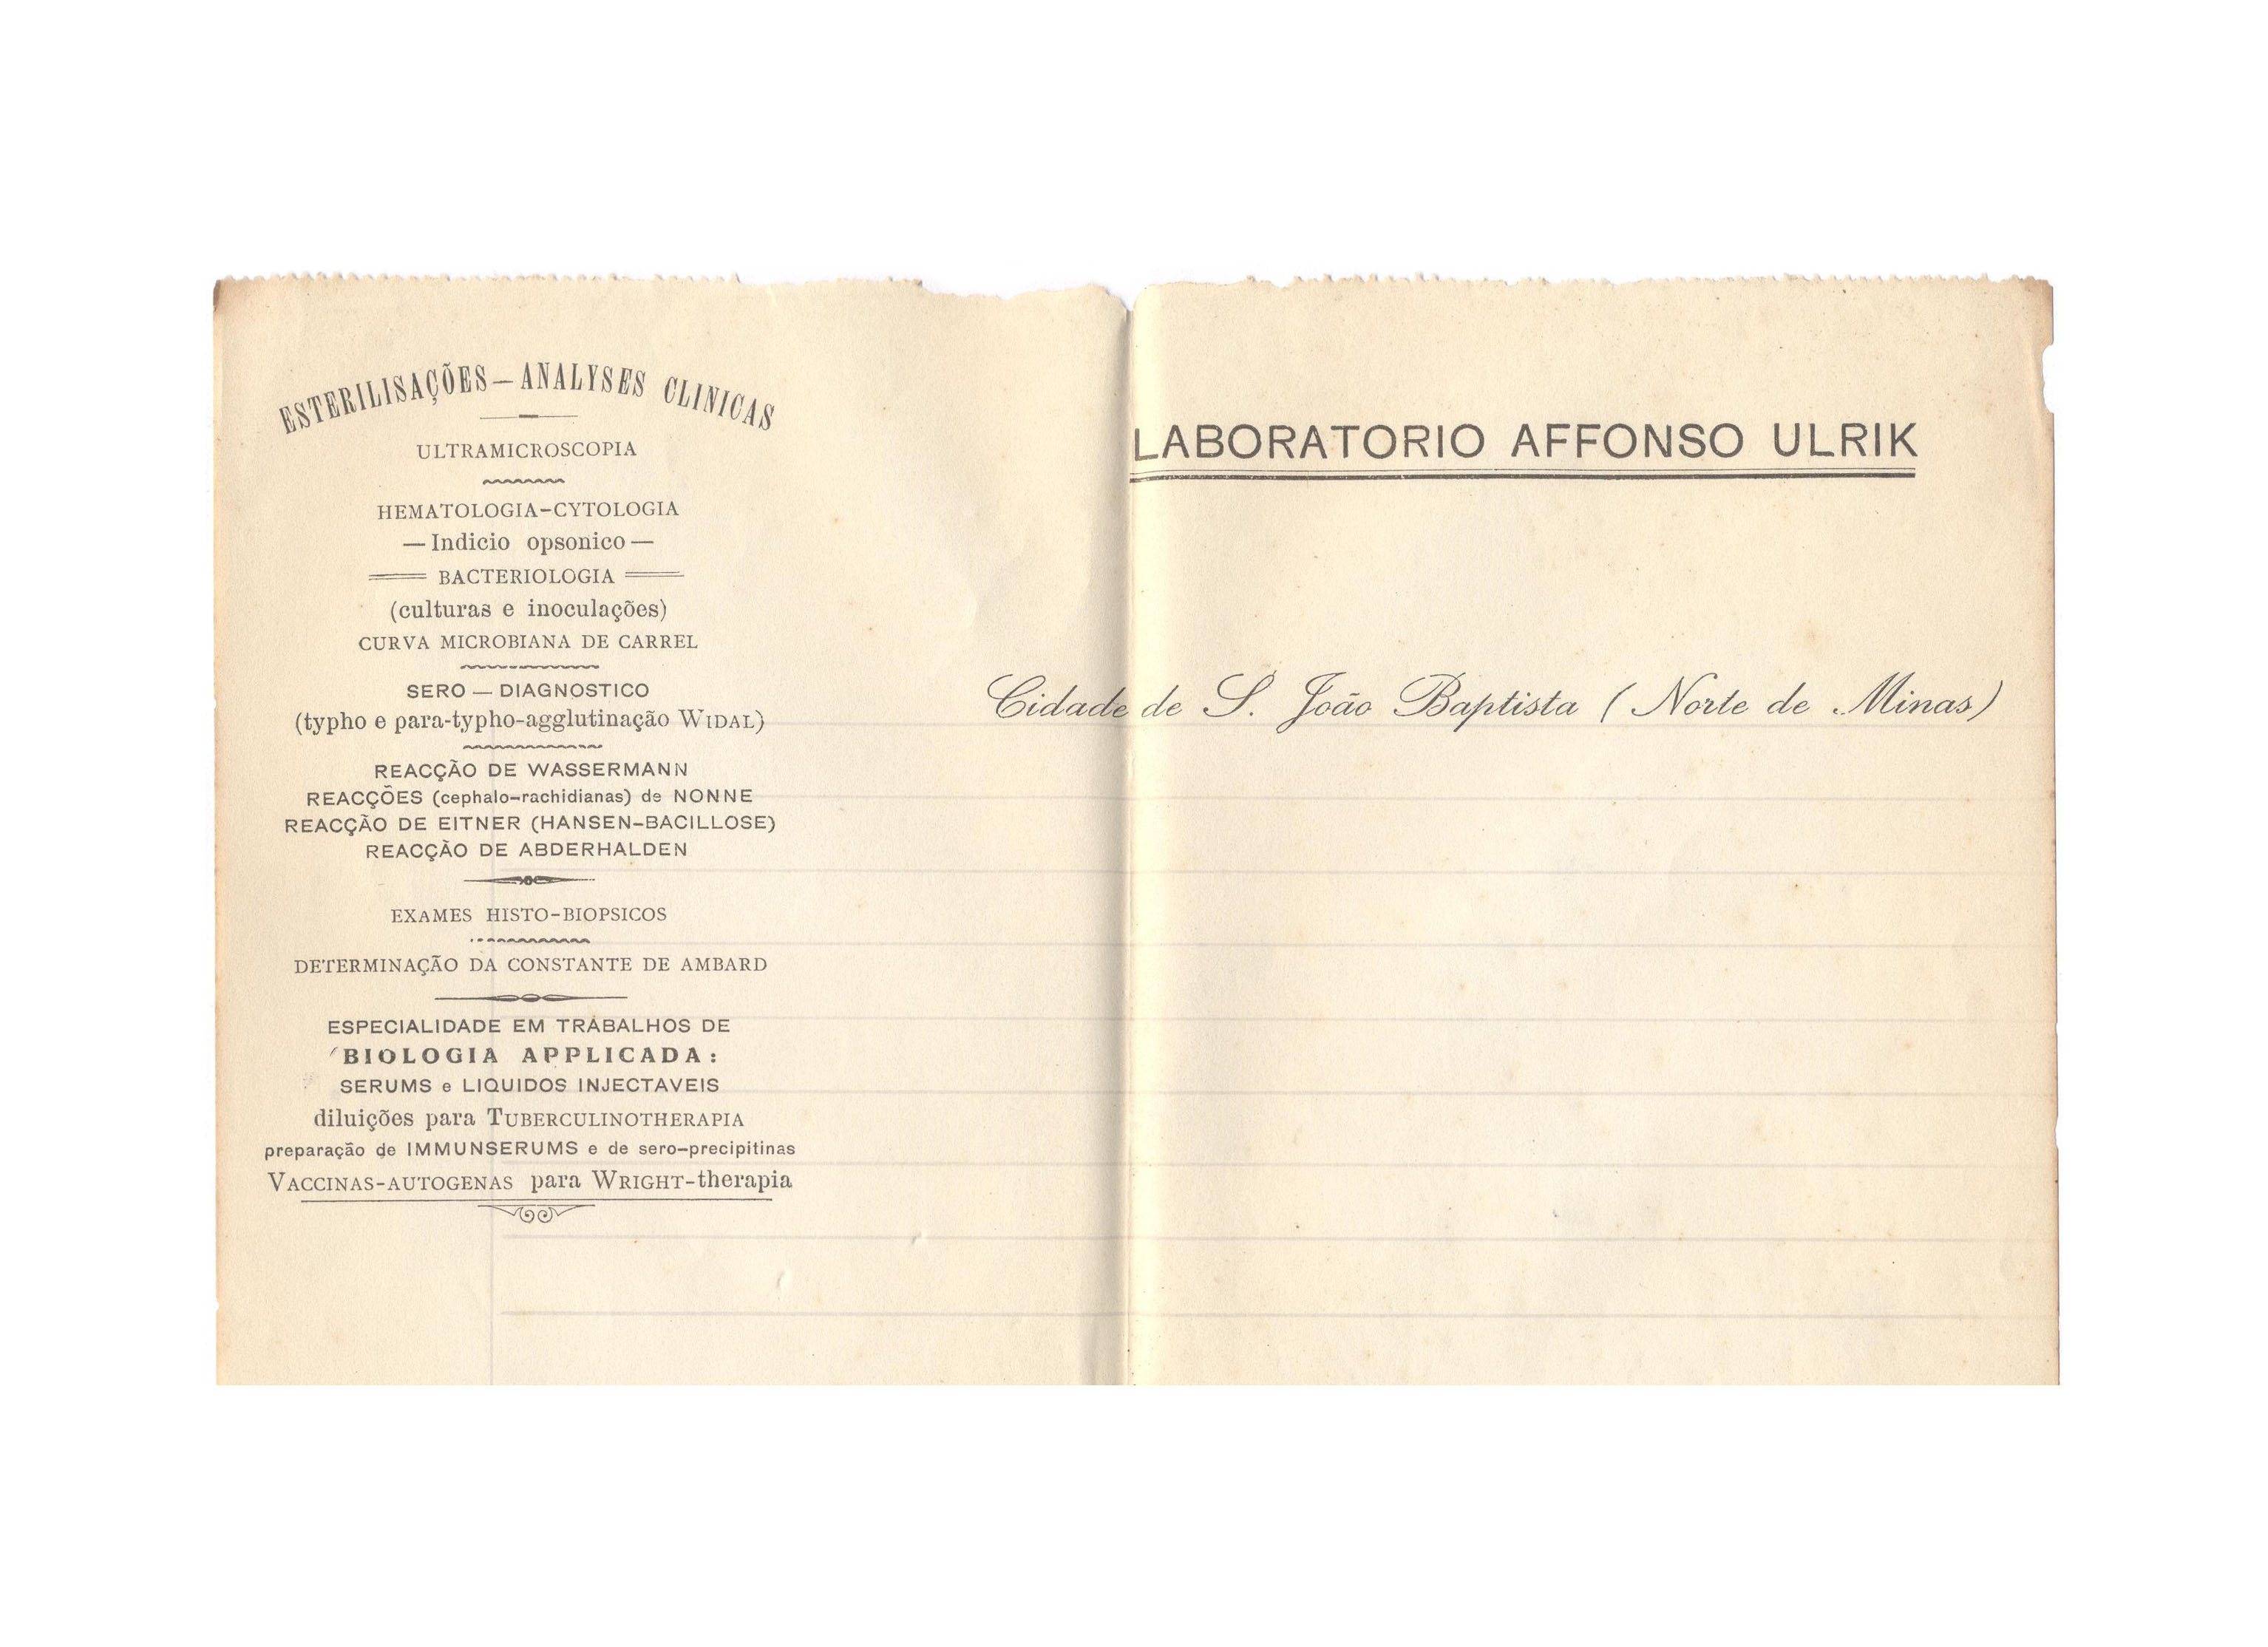 ESTERILISAÇÕES — ANALYSES CLINICAS
ULTRAMICROSCOPIA
HEMATOLOGIA-CYTOLOGIA
— Indicio opsonico —
BACTERIOLOGIA
(culturas e inoculações)
CURVA MICROBIANA DE CARREL
SERO — DIAGNOSTICO
(typho e para-typho-agglutinação WIDAL)
REACÇÃO DE WASSERMANN
REACÇÕES (cephalo-rachidianas) de NONNE
REACÇÃO DE EITNER (HANSEN-BACILLOSE)
REACÇÃO DE ABDERHALDEN
EXAMES HISTO-BIOPSICOS
DETERMINAÇÃO DA CONSTANTE DE AMBARD
ESPECIALIDADE EM TRABALHOS DE
BIOLOGIA APPLICADA:
SERUMS e LIQUIDOS INJECTAVEIS
diluições para TUBERCULINOTHERAPIA
preparação de IMMUNSERUMS e de sero-precipitinas
VACCINAS-AUTOGENAS para WRIGHT-therapia
LABORATORIO AFFONSO ULRIK
Cidade de S. João Baptista (Norte de Minas)